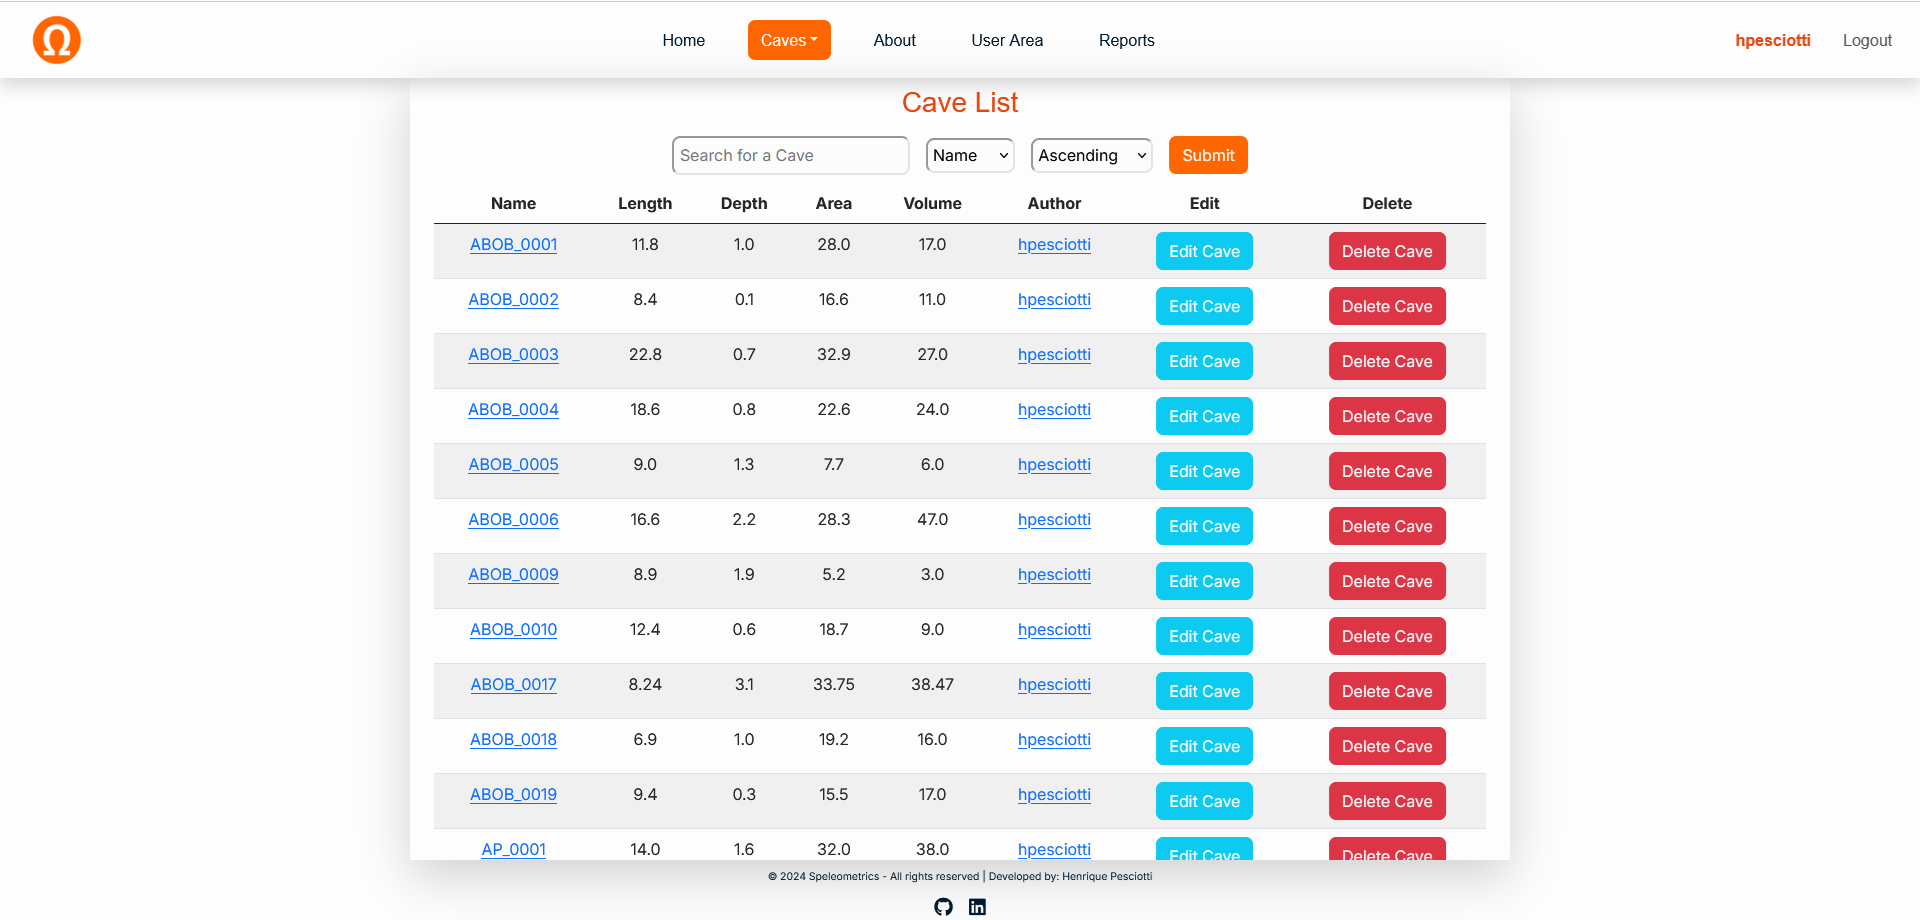 Ω
Home Caves About User Area Reports hpesciotti Logout
Cave List
Search for a Cave Name Ascending Submit
Name Length Depth Area Volume Author Edit Delete
ABOB_0001 11.8 1.0 28.0 17.0 hpesciotti Edit Cave Delete Cave
ABOB_0002 8.4 0.1 16.6 11.0 hpesciotti Edit Cave Delete Cave
ABOB_0003 22.8 0.7 32.9 27.0 hpesciotti Edit Cave Delete Cave
ABOB_0004 18.6 0.8 22.6 24.0 hpesciotti Edit Cave Delete Cave
ABOB_0005 9.0 1.3 7.7 6.0 hpesciotti Edit Cave Delete Cave
ABOB_0006 16.6 2.2 28.3 47.0 hpesciotti Edit Cave Delete Cave
ABOB_0009 8.9 1.9 5.2 3.0 hpesciotti Edit Cave Delete Cave
ABOB_0010 12.4 0.6 18.7 9.0 hpesciotti Edit Cave Delete Cave
ABOB_0017 8.24 3.1 33.75 38.47 hpesciotti Edit Cave Delete Cave
ABOB_0018 6.9 1.0 19.2 16.0 hpesciotti Edit Cave Delete Cave
ABOB_0019 9.4 0.3 15.5 17.0 hpesciotti Edit Cave Delete Cave
AP_0001 14.0 1.6 32.0 38.0 hpesciotti Edit Cave Delete Cave
© 2024 Speleometrics - All rights reserved | Developed by: Henrique Pesciotti
in